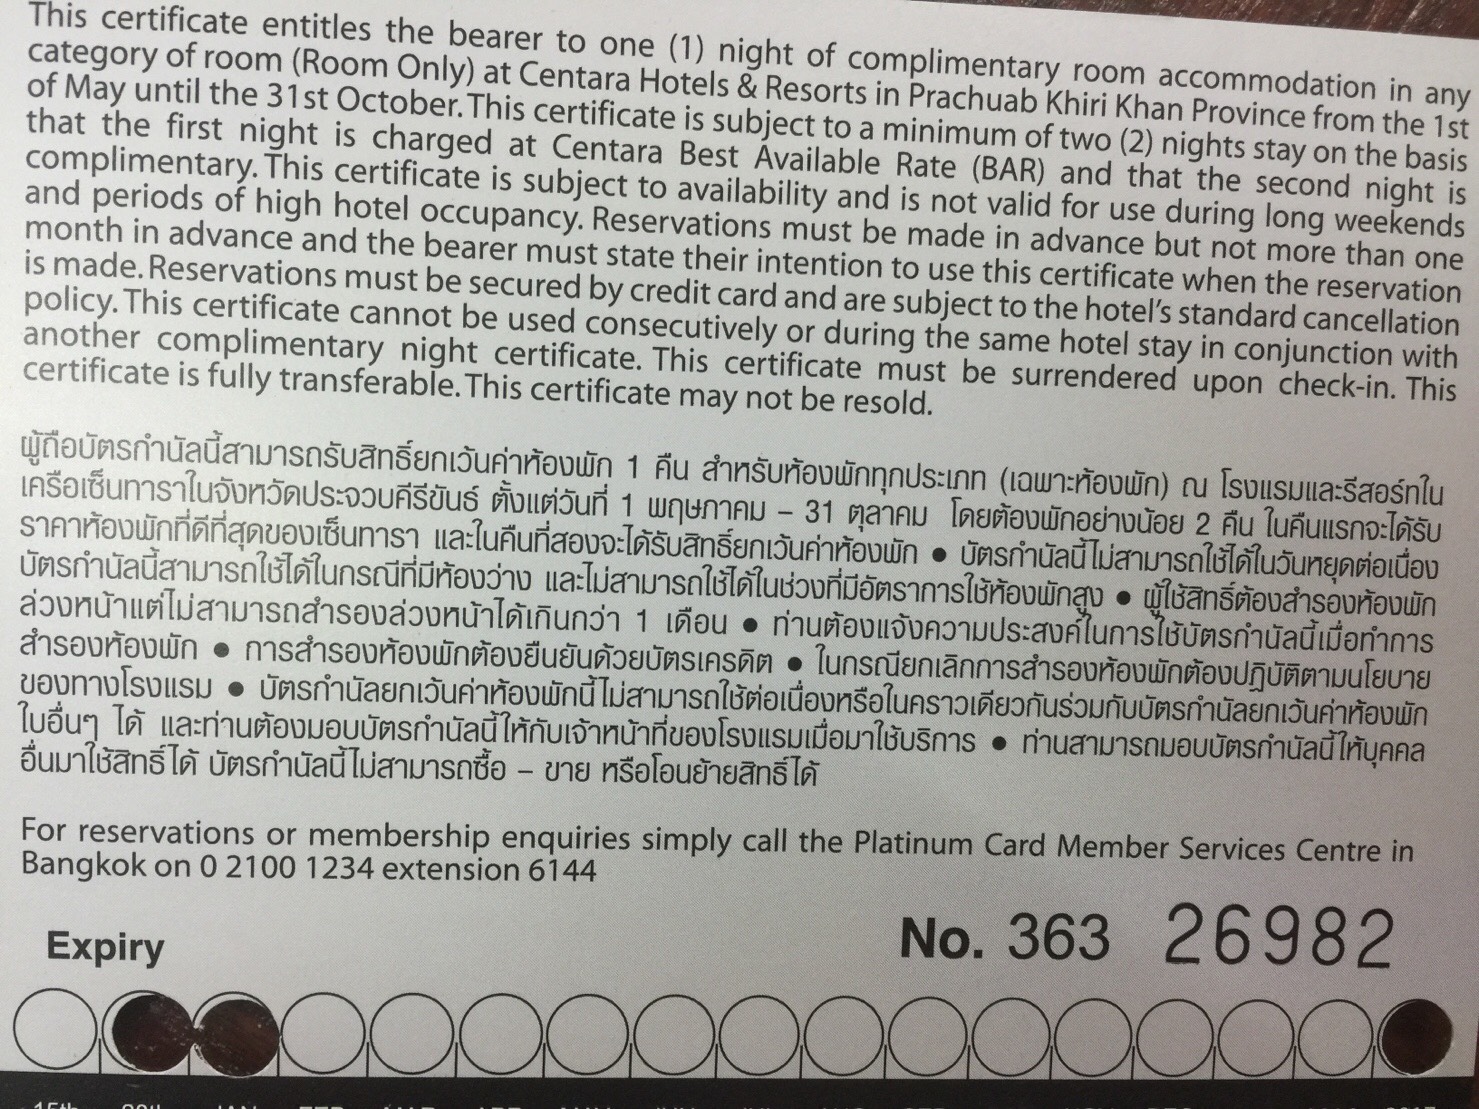 This certificate entitles the bearer to one (1) night of complimentary room accommodation in any
category of room (Room Only) at Centara Hotels & Resorts in Prachuab Khiri Khan Province from the 1st
of May until the 31st October. This certificate is subject to a minimum of two (2) nights stay on the basis
that the first night is charged at Centara Best Available Rate (BAR) and that the second night is
complimentary. This certificate is subject to availability and is not valid for use during long weekends
and periods of high hotel occupancy. Reservations must be made in advance but not more than one
month in advance and the bearer must state their intention to use this certificate when the reservation
is made. Reservations must be secured by credit card and are subject to the hotel's standard cancellation
policy. This certificate cannot be used consecutively or during the same hotel stay in conjunction with
another complimentary night certificate. This certificate must be surrendered upon check-in. This
certificate is fully transferable. This certificate may not be resold.
ผู้ถือบัตรกำนัลนี้สามารถรับสิทธิ์ยกเว้นค่าห้องพัก 1 คืน สำหรับห้องพักทุกประเภท (เฉพาะห้องพัก) ณ โรงแรมและรีสอร์ทใน
เครือเซ็นทาราในจังหวัดประจวบคีรีขันธ์ ตั้งแต่วันที่ 1 พฤษภาคม – 31 ตุลาคม โดยต้องพักอย่างน้อย 2 คืน ในคืนแรกจะได้รับ
ราคาห้องพักที่ดีที่สุดของเซ็นทารา และในคืนที่สองจะได้รับสิทธิ์ยกเว้นค่าห้องพัก ● บัตรกำนัลนี้ไม่สามารถใช้ได้ในวันหยุดต่อเนื่อง
บัตรกำนัลนี้สามารถใช้ได้ในกรณีที่มีห้องว่าง และไม่สามารถใช้ได้ในช่วงที่มีอัตราการใช้ห้องพักสูง ● ผู้ใช้สิทธิ์ต้องสำรองห้องพัก
ล่วงหน้าแต่ไม่สามารถสำรองล่วงหน้าได้เกินกว่า 1 เดือน ● ท่านต้องแจ้งความประสงค์ในการใช้บัตรกำนัลนี้เมื่อทำการ
สำรองห้องพัก ● การสำรองห้องพักต้องยืนยันด้วยบัตรเครดิต ● ในกรณียกเลิกการสำรองห้องพักต้องปฏิบัติตามนโยบาย
ของทางโรงแรม ● บัตรกำนัลยกเว้นค่าห้องพักนี้ไม่สามารถใช้ต่อเนื่องหรือในคราวเดียวกันร่วมกับบัตรกำนัลยกเว้นค่าห้องพัก
ใบอื่นๆ ได้ และท่านต้องมอบบัตรกำนัลนี้ให้กับเจ้าหน้าที่ของโรงแรมเมื่อมาใช้บริการ ● ท่านสามารถมอบบัตรกำนัลนี้ให้บุคคล
อื่นมาใช้สิทธิ์ได้ บัตรกำนัลนี้ไม่สามารถซื้อ – ขาย หรือโอนย้ายสิทธิ์ได้
For reservations or membership enquiries simply call the Platinum Card Member Services Centre in
Bangkok on 0 2100 1234 extension 6144
Expiry No. 363 26982